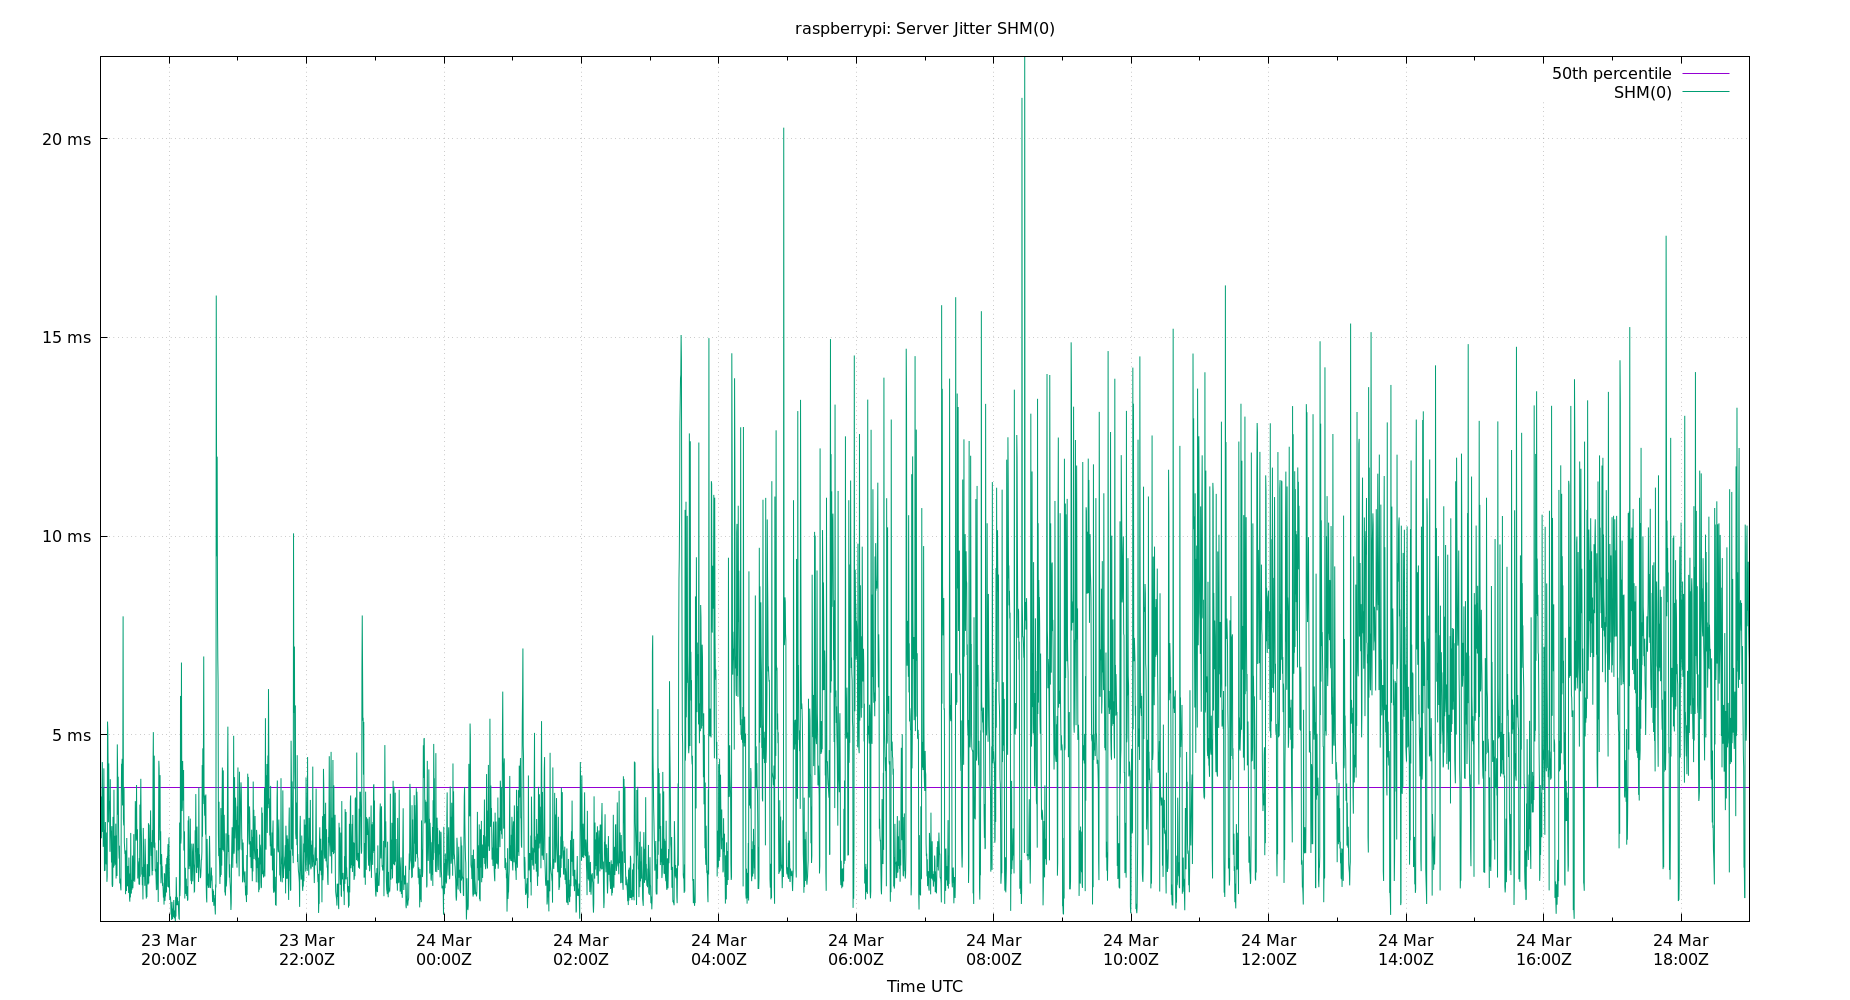 raspberrypi: Server Jitter SHM(0)
50th percentile
SHM(0)
20 ms
15 ms
10 ms
5 ms
23 Mar 23 Mar 24 Mar 24 Mar 24 Mar 24 Mar 24 Mar 24 Mar 24 Mar 24 Mar 24 Mar 24 Mar
20:00Z 22:00Z 00:00Z 02:00Z 04:00Z 06:00Z 08:00Z 10:00Z 12:00Z 14:00Z 16:00Z 18:00Z
Time UTC